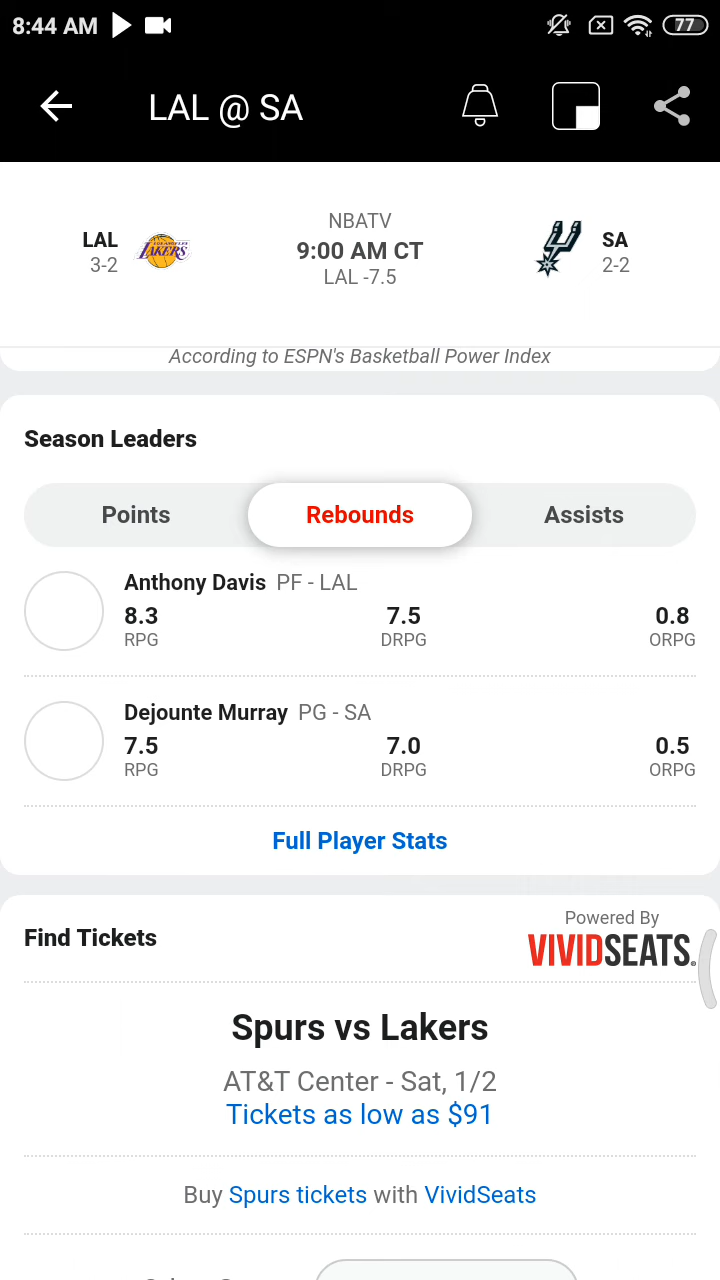 8:44 AM
77
LAL @ SA
NBATV
LAL
3-2
LOS ANGELES
LAKERS
9:00 AM CT
LAL -7.5
SA
2-2
According to ESPN's Basketball Power Index
Season Leaders
Points
Rebounds
Assists
Anthony Davis PF - LAL
8.3 7.5 0.8
RPG DRPG ORPG
Dejounte Murray PG - SA
7.5 7.0 0.5
RPG DRPG ORPG
Full Player Stats
Find Tickets
Powered By
VIVIDSEATS.
Spurs vs Lakers
AT&T Center - Sat, 1/2
Tickets as low as $91
Buy Spurs tickets with VividSeats